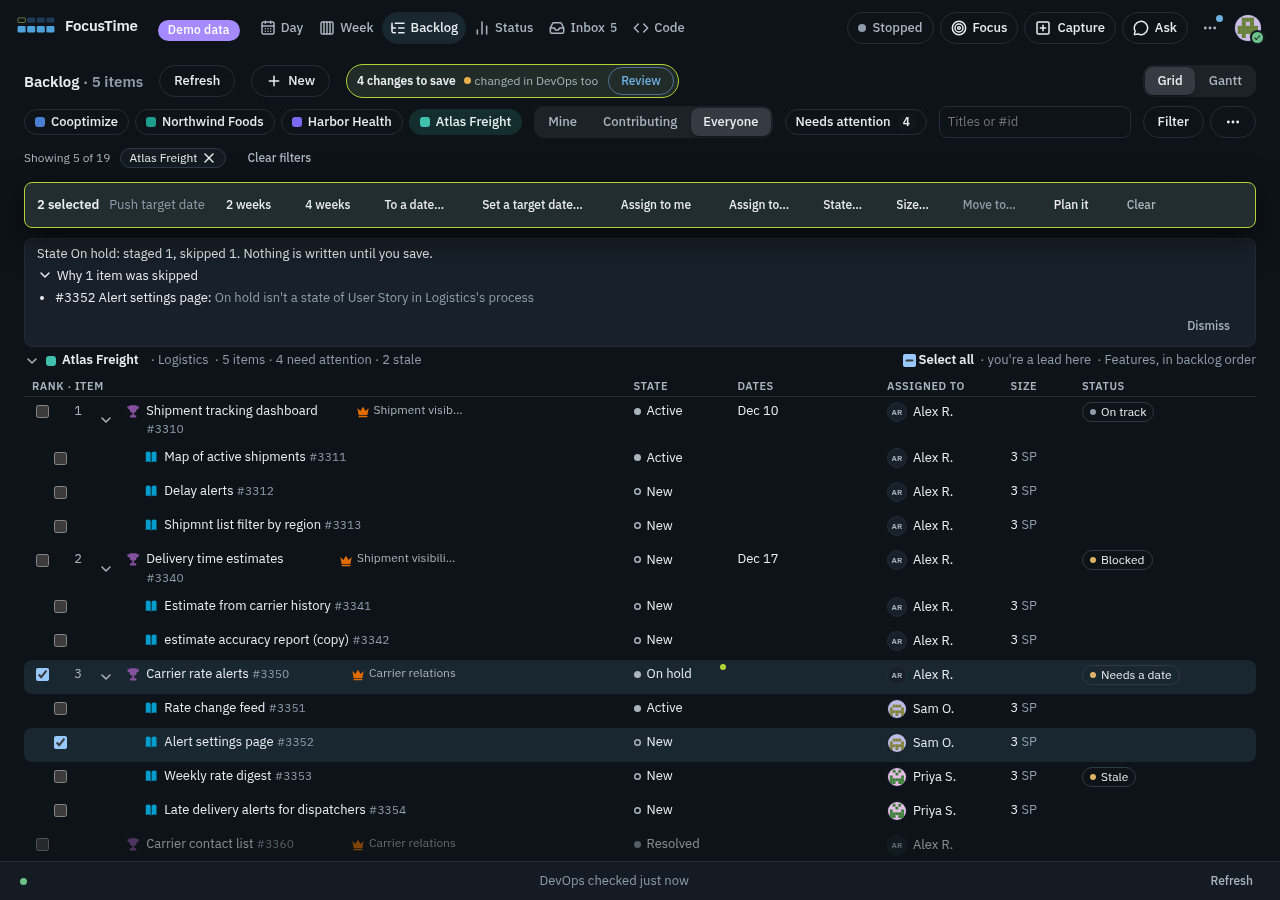 FocusTime Demo data Day Week Backlog Status Inbox 5 Code Stopped Focus Capture Ask
Backlog · 5 items Refresh New 4 changes to save changed in DevOps too Review Grid Gantt
Cooptimize Northwind Foods Harbor Health Atlas Freight Mine Contributing Everyone Needs attention 4 Titles or #id Filter
Showing 5 of 19 Atlas Freight Clear filters
2 selected Push target date 2 weeks 4 weeks To a date... Set a target date... Assign to me Assign to... State... Size... Move to... Plan it Clear
State On hold: staged 1, skipped 1. Nothing is written until you save.
Why 1 item was skipped
• #3352 Alert settings page: On hold isn't a state of User Story in Logistics's process
Dismiss
Atlas Freight · Logistics · 5 items · 4 need attention · 2 stale Select all · you're a lead here · Features, in backlog order
RANK · ITEM STATE DATES ASSIGNED TO SIZE STATUS
1 Shipment tracking dashboard Shipment visib... Active Dec 10 AR Alex R. On track
#3310
Map of active shipments #3311 Active AR Alex R. 3 SP
Delay alerts #3312 New AR Alex R. 3 SP
Shipmnt list filter by region #3313 New AR Alex R. 3 SP
2 Delivery time estimates Shipment visibili... New Dec 17 AR Alex R. Blocked
#3340
Estimate from carrier history #3341 New AR Alex R. 3 SP
estimate accuracy report (copy) #3342 New AR Alex R. 3 SP
3 Carrier rate alerts #3350 Carrier relations On hold AR Alex R. Needs a date
Rate change feed #3351 Active Sam O. 3 SP
Alert settings page #3352 New Sam O. 3 SP
Weekly rate digest #3353 New Priya S. 3 SP Stale
Late delivery alerts for dispatchers #3354 New Priya S. 3 SP
Carrier contact list #3360 Carrier relations Resolved AR Alex R.
DevOps checked just now Refresh